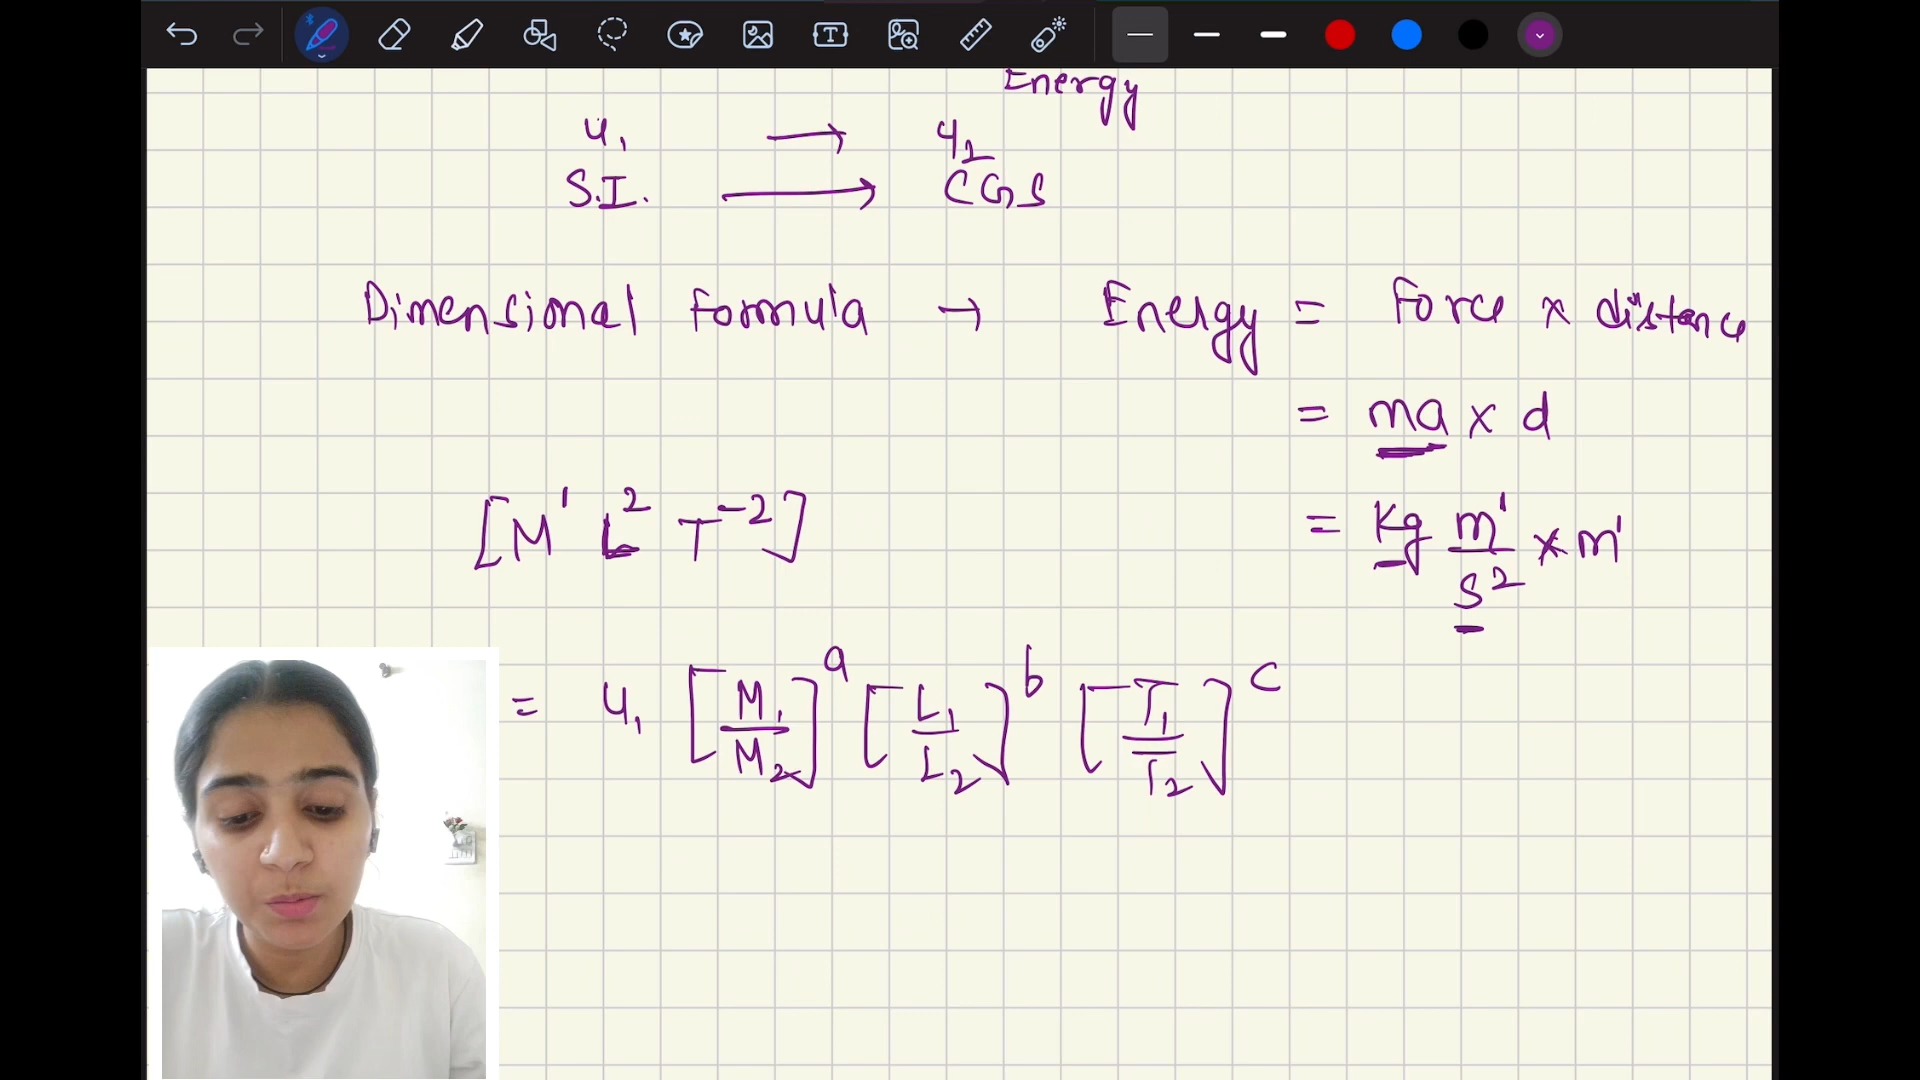 Energy
u₁ → u₂
S.I. → CGS
Dimensional formula → Energy = Force × distance
= ma × d
[M¹ L² T⁻²]
= Kg m¹/s² × m¹
= u₁ [M₁/M₂]ᵃ [L₁/L₂]ᵇ [T₁/T₂]ᶜ